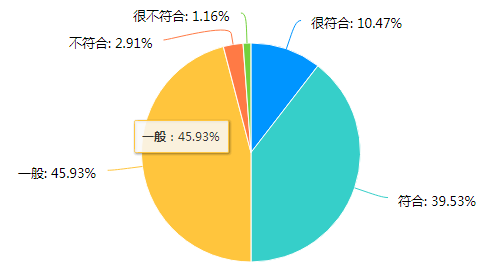 很不符合: 1.16%
很符合: 10.47%
不符合: 2.91%
一般 : 45.93%
一般: 45.93%
符合: 39.53%